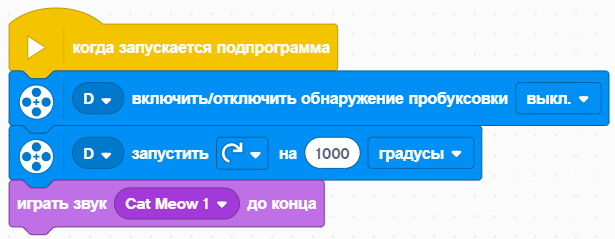 когда запускается подпрограмма
D включить/отключить обнаружение пробуксовки выкл.
D запустить на 1000 градусы
играть звук Cat Meow 1 до конца